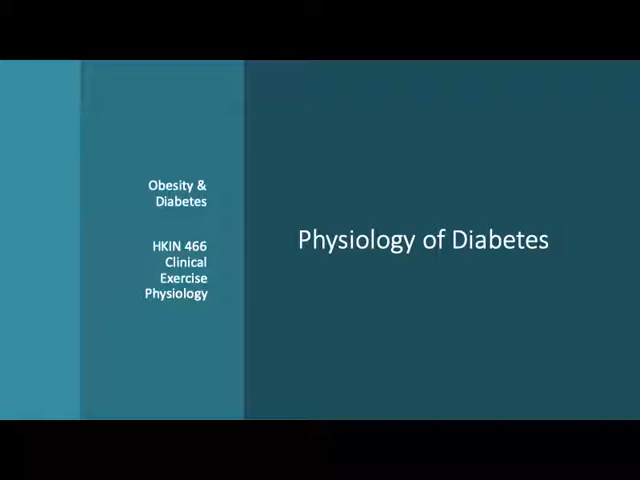 Obesity &
Diabetes
HKIN 466
Clinical
Exercise
Physiology
Physiology of Diabetes